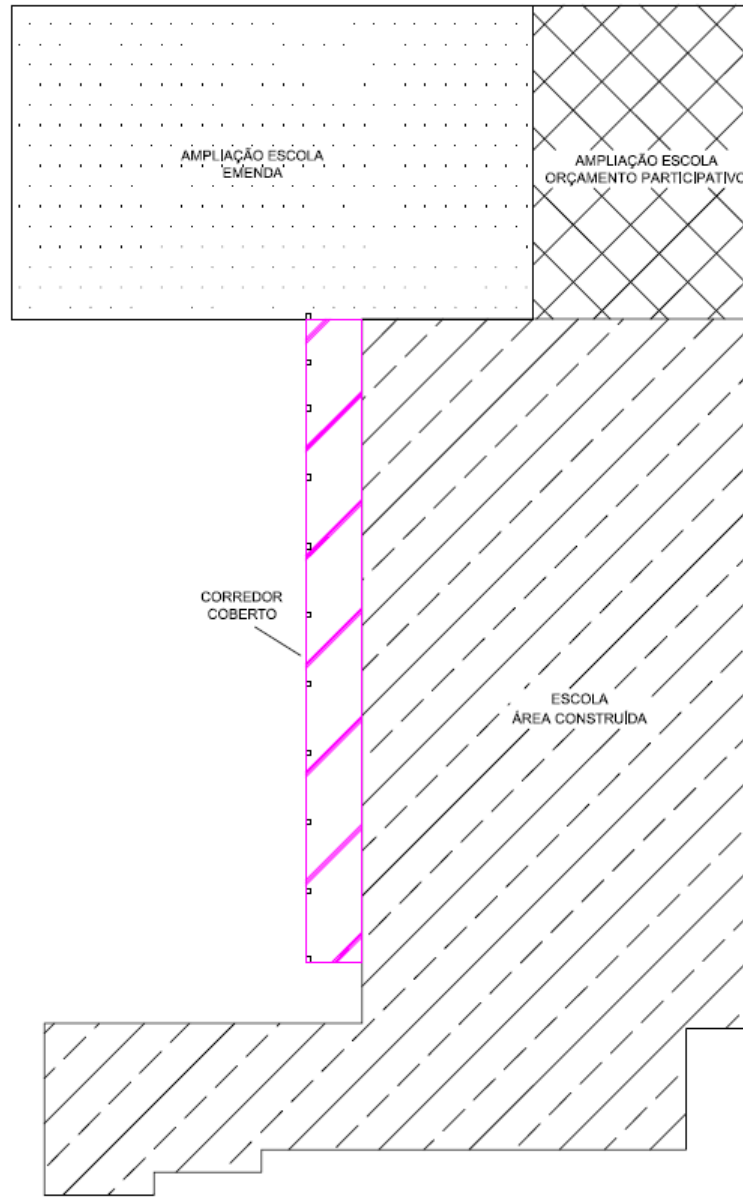 AMPLIAÇÃO ESCOLA
EMENDA
AMPLIAÇÃO ESCOLA
ORÇAMENTO PARTICIPATIVO
CORREDOR
COBERTO
ESCOLA
ÁREA CONSTRUÍDA